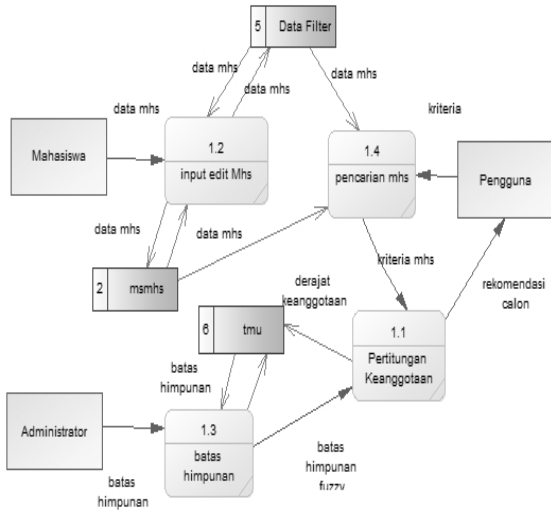 5 Data Filter
data mhs
data mhs
data mhs
data mhs
kriteria
Mahasiswa
1.2
input edit Mhs
1.4
pencarian mhs
Pengguna
data mhs
data mhs
kriteria mhs
2 msmhs
derajat
keanggotaan
rekomendasi
calon
6 tmu
1.1
Pertitungan
Keanggotaan
batas
himpunan
Administrator
1.3
batas
himpunan
batas
himpunan
batas
himpunan
fuzzy